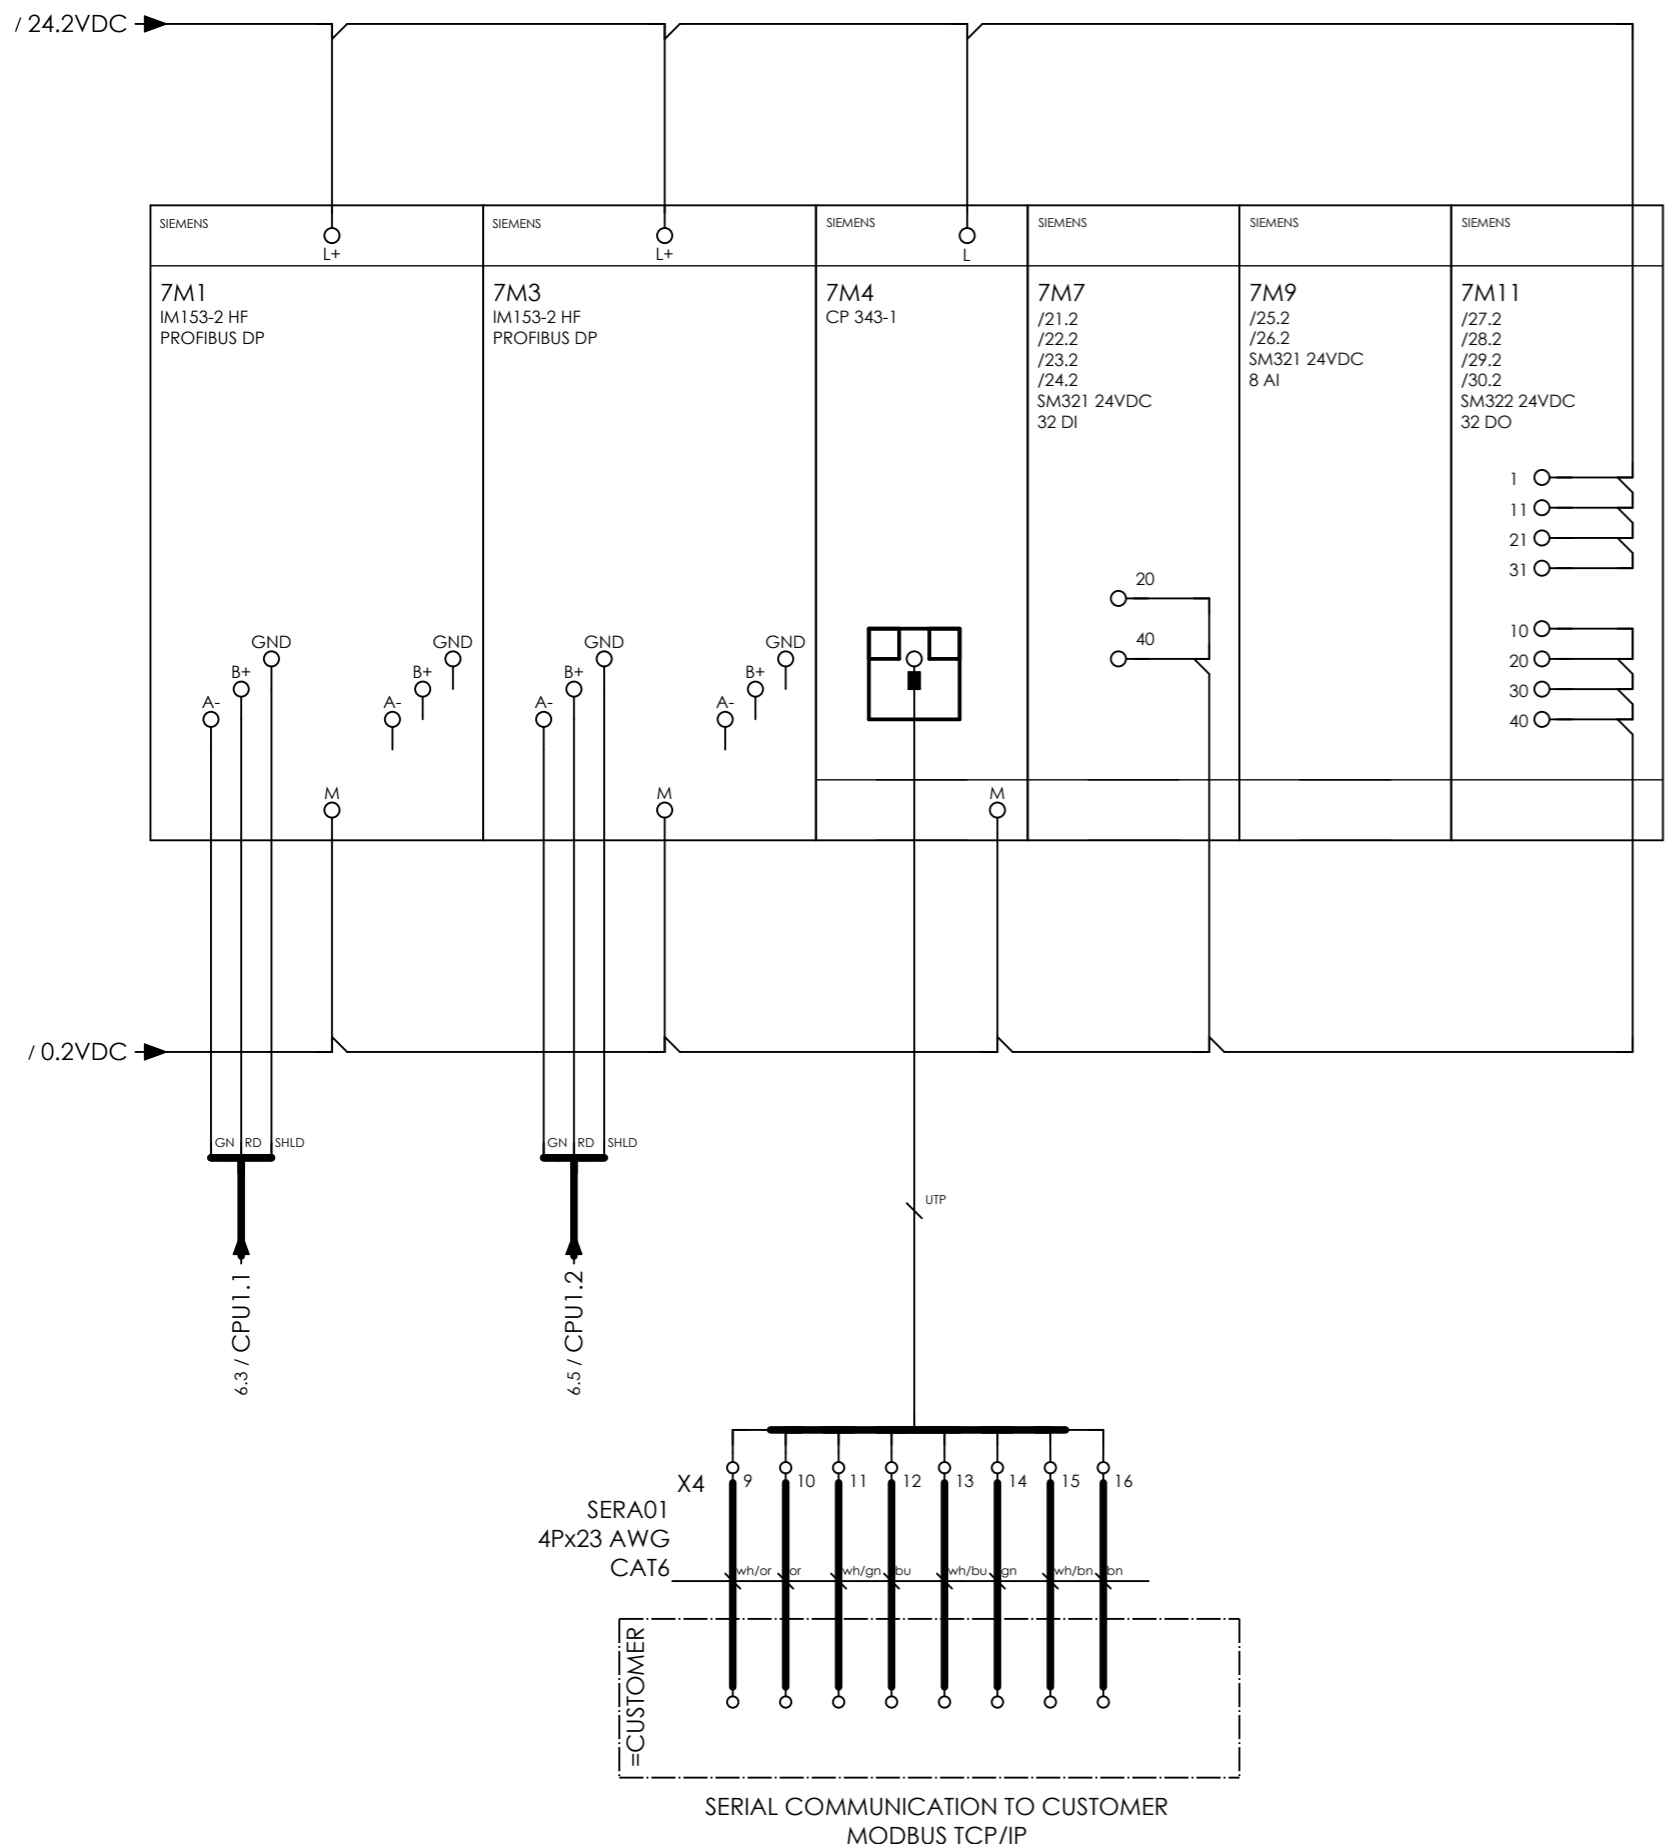 / 24.2VDC
SIEMENS
L+
7M1
IM153-2 HF
PROFIBUS DP
A-
B+
GND
A-
B+
GND
M
SIEMENS
L+
7M3
IM153-2 HF
PROFIBUS DP
A-
B+
GND
A-
B+
GND
M
SIEMENS
L
7M4
CP 343-1
M
SIEMENS
7M7
/21.2
/22.2
/23.2
/24.2
SM321 24VDC
32 DI
20
40
SIEMENS
7M9
/25.2
/26.2
SM321 24VDC
8 AI
SIEMENS
7M11
/27.2
/28.2
/29.2
/30.2
SM322 24VDC
32 DO
1
11
21
31
10
20
30
40
/ 0.2VDC
GN RD SHLD
6.3 / CPU1.1
GN RD SHLD
6.5 / CPU1.2
UTP
X4 9 10 11 12 13 14 15 16
SERA01
4Px23 AWG
CAT6
wh/or or wh/gn bu wh/bu gn wh/bn bn
=CUSTOMER
SERIAL COMMUNICATION TO CUSTOMER
MODBUS TCP/IP